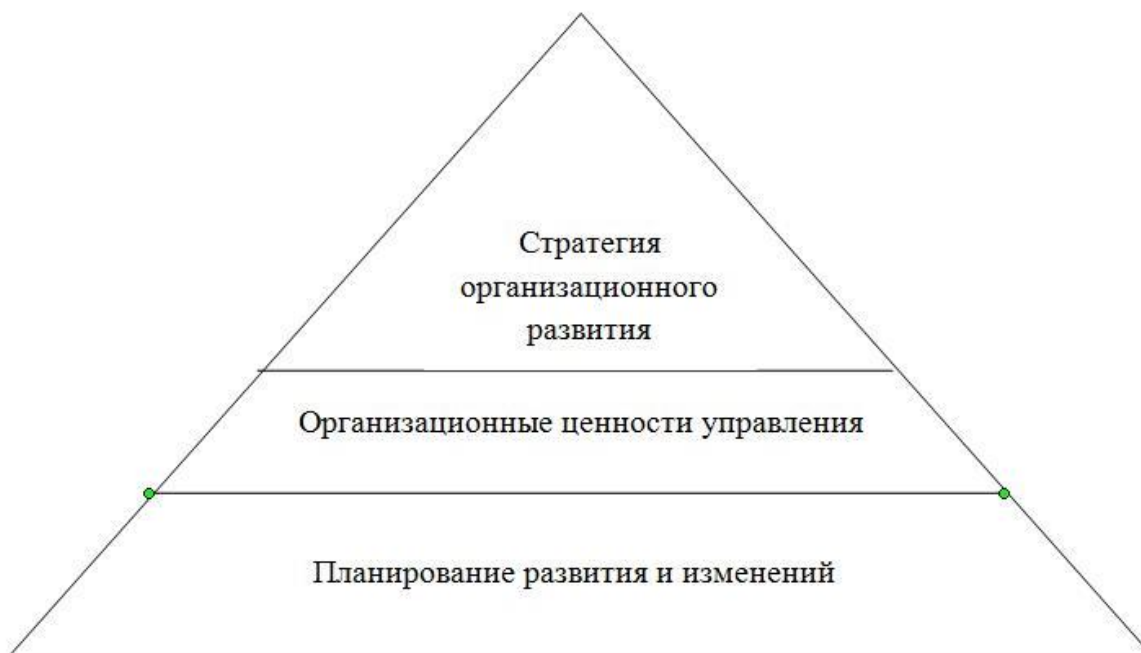 Стратегия
организационного
развития
Организационные ценности управления
Планирование развития и изменений